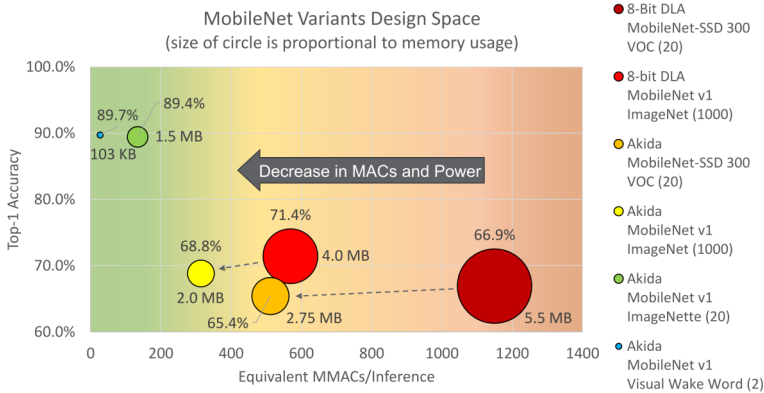 MobileNet Variants Design Space
(size of circle is proportional to memory usage)
Top-1 Accuracy
100.0%
90.0%
80.0%
70.0%
60.0%
89.7%
89.4%
103 KB
1.5 MB
Decrease in MACs and Power
71.4%
4.0 MB
66.9%
5.5 MB
68.8%
2.0 MB
65.4%
2.75 MB
0
200
400
600
800
1000
1200
1400
Equivalent MMACs/Inference
8-Bit DLA
MobileNet-SSD 300
VOC (20)
8-bit DLA
MobileNet v1
ImageNet (1000)
Akida
MobileNet-SSD 300
VOC (20)
Akida
MobileNet v1
ImageNet (1000)
Akida
MobileNet v1
ImageNette (20)
Akida
MobileNet v1
Visual Wake Word (2)